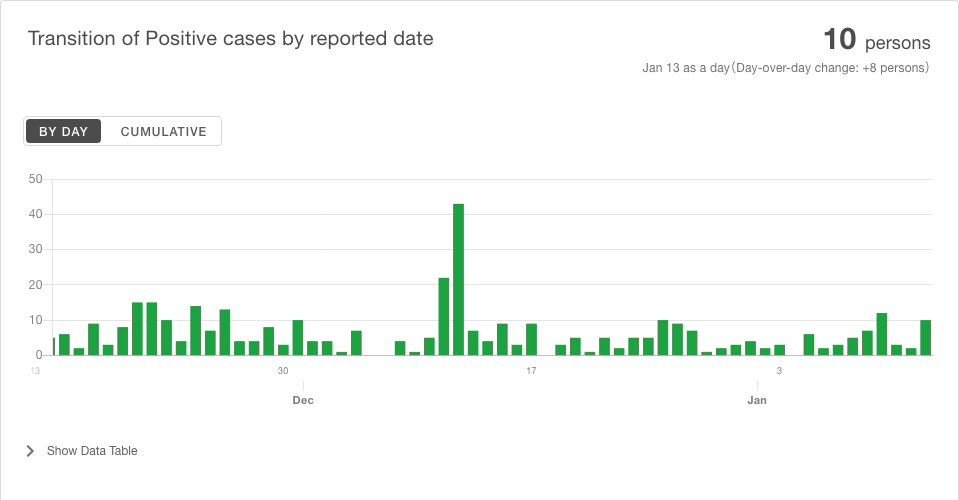 Transition of Positive cases by reported date
10 persons
Jan 13 as a day(Day-over-day change: +8 persons)
BY DAY CUMULATIVE
50
40
30
20
10
0
13 30 17 3
Dec Jan
Show Data Table